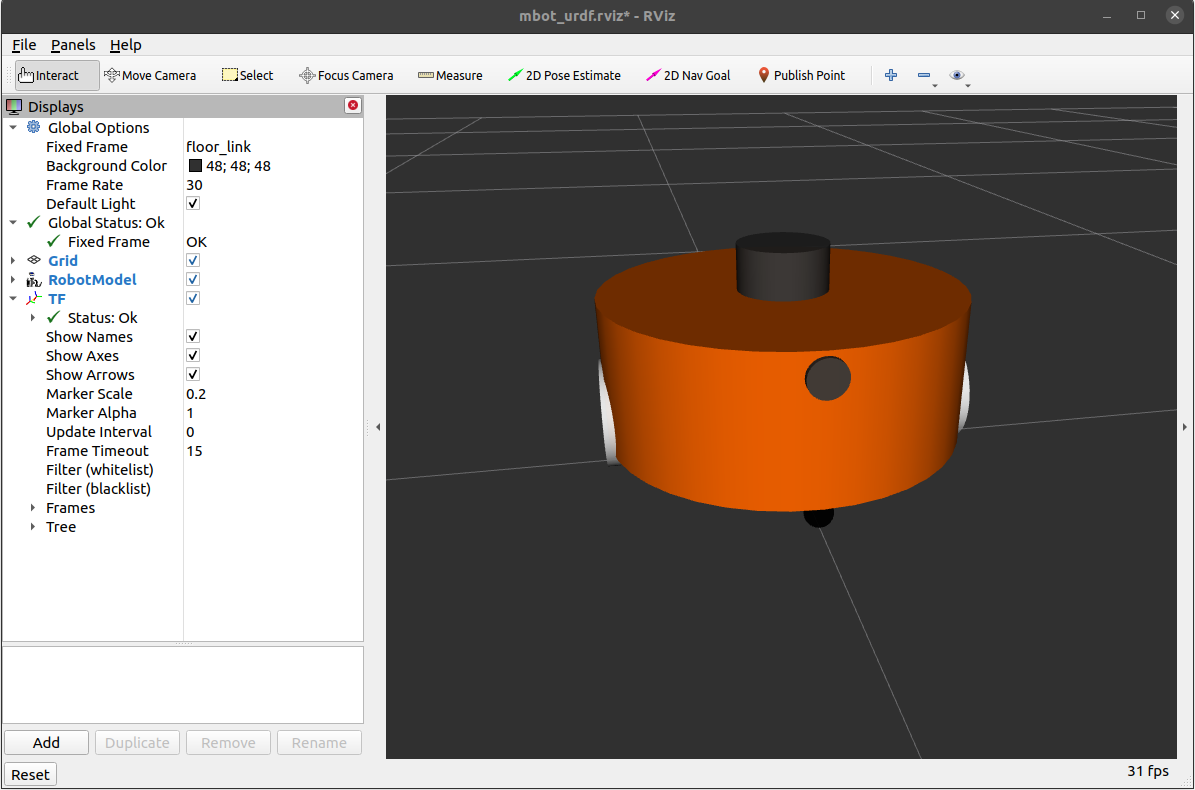 mbot_urdf.rviz* - RViz
File Panels Help
Interact Move Camera Select Focus Camera Measure 2D Pose Estimate 2D Nav Goal Publish Point
Displays
Global Options
Fixed Frame floor_link
Background Color 48; 48; 48
Frame Rate 30
Default Light
Global Status: Ok
Fixed Frame OK
Grid
RobotModel
TF
Status: Ok
Show Names
Show Axes
Show Arrows
Marker Scale 0.2
Marker Alpha 1
Update Interval 0
Frame Timeout 15
Filter (whitelist)
Filter (blacklist)
Frames
Tree
Add Duplicate Remove Rename
Reset 31 fps